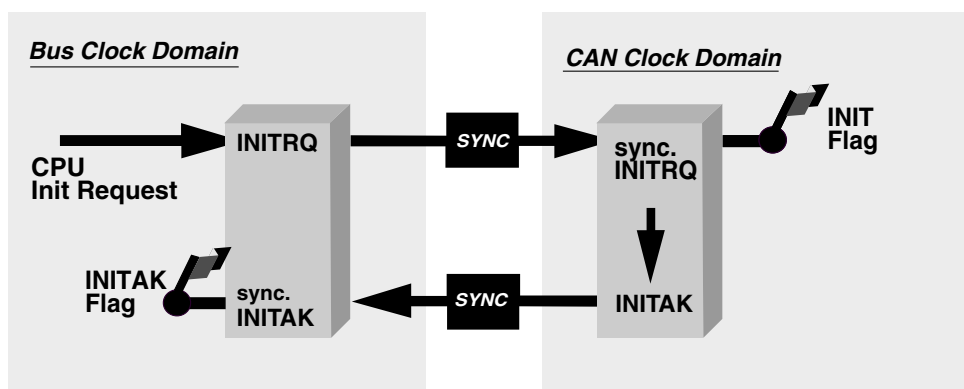 Bus Clock Domain
CAN Clock Domain
CPU
Init Request
INITRQ
SYNC
sync.
INITRQ
INIT
Flag
INITAK
Flag
sync.
INITAK
SYNC
INITAK